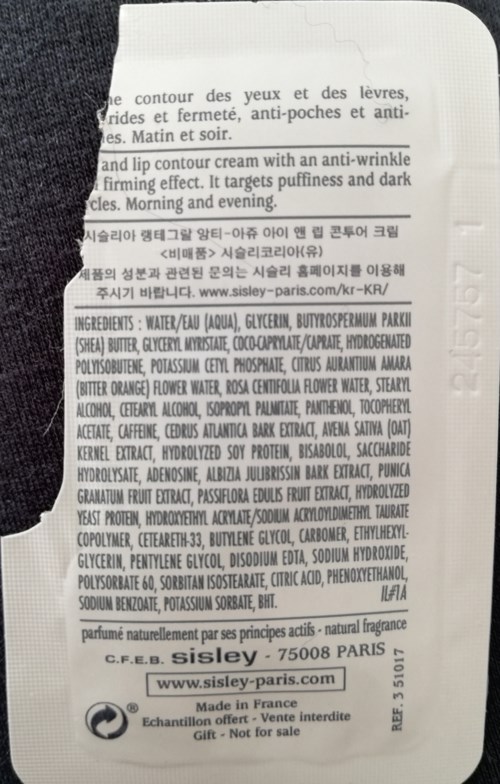 contour des yeux et des lèvres,
rides et fermeté, anti-poches et anti-
es. Matin et soir.
and lip contour cream with an anti-wrinkle
firming effect. It targets puffiness and dark
cles. Morning and evening.
시슬리아 랭테그랄 앙티-아쥬 아이 앤 립 콘투어 크림
<비매품> 시슬리코리아(유)
제품의 성분과 관련된 문의는 시슬리 홈페이지를 이용해
주시기 바랍니다. www.sisley-paris.com/kr-KR/
INGREDIENTS : WATER/EAU (AQUA), GLYCERIN, BUTYROSPERMUM PARKII
(SHEA) BUTTER, GLYCERYL MYRISTATE, COCO-CAPRYLATE/CAPRATE, HYDROGENATED
POLYISOBUTENE, POTASSIUM CETYL PHOSPHATE, CITRUS AURANTIUM AMARA
(BITTER ORANGE) FLOWER WATER, ROSA CENTIFOLIA FLOWER WATER, STEARYL
ALCOHOL, CETEARYL ALCOHOL, ISOPROPYL PALMITATE, PANTHENOL, TOCOPHERYL
ACETATE, CAFFEINE, CEDRUS ATLANTICA BARK EXTRACT, AVENA SATIVA (OAT)
KERNEL EXTRACT, HYDROLYZED SOY PROTEIN, BISABOLOL, SACCHARIDE
HYDROLYSATE, ADENOSINE, ALBIZIA JULIBRISSIN BARK EXTRACT, PUNICA
GRANATUM FRUIT EXTRACT, PASSIFLORA EDULIS FRUIT EXTRACT, HYDROLYZED
YEAST PROTEIN, HYDROXYETHYL ACRYLATE/SODIUM ACRYLOYLDIMETHYL TAURATE
COPOLYMER, CETEARETH-33, BUTYLENE GLYCOL, CARBOMER, ETHYLHEXYL-
GLYCERIN, PENTYLENE GLYCOL, DISODIUM EDTA, SODIUM HYDROXIDE,
POLYSORBATE 60, SORBITAN ISOSTEARATE, CITRIC ACID, PHENOXYETHANOL,
SODIUM BENZOATE, POTASSIUM SORBATE, BHT. IL#1A
parfumé naturellement par ses principes actifs - natural fragrance
C.F.E.B. sisley - 75008 PARIS
www.sisley-paris.com
Made in France
Echantillon offert - Vente interdite
Gift - Not for sale
REF. 3 51017